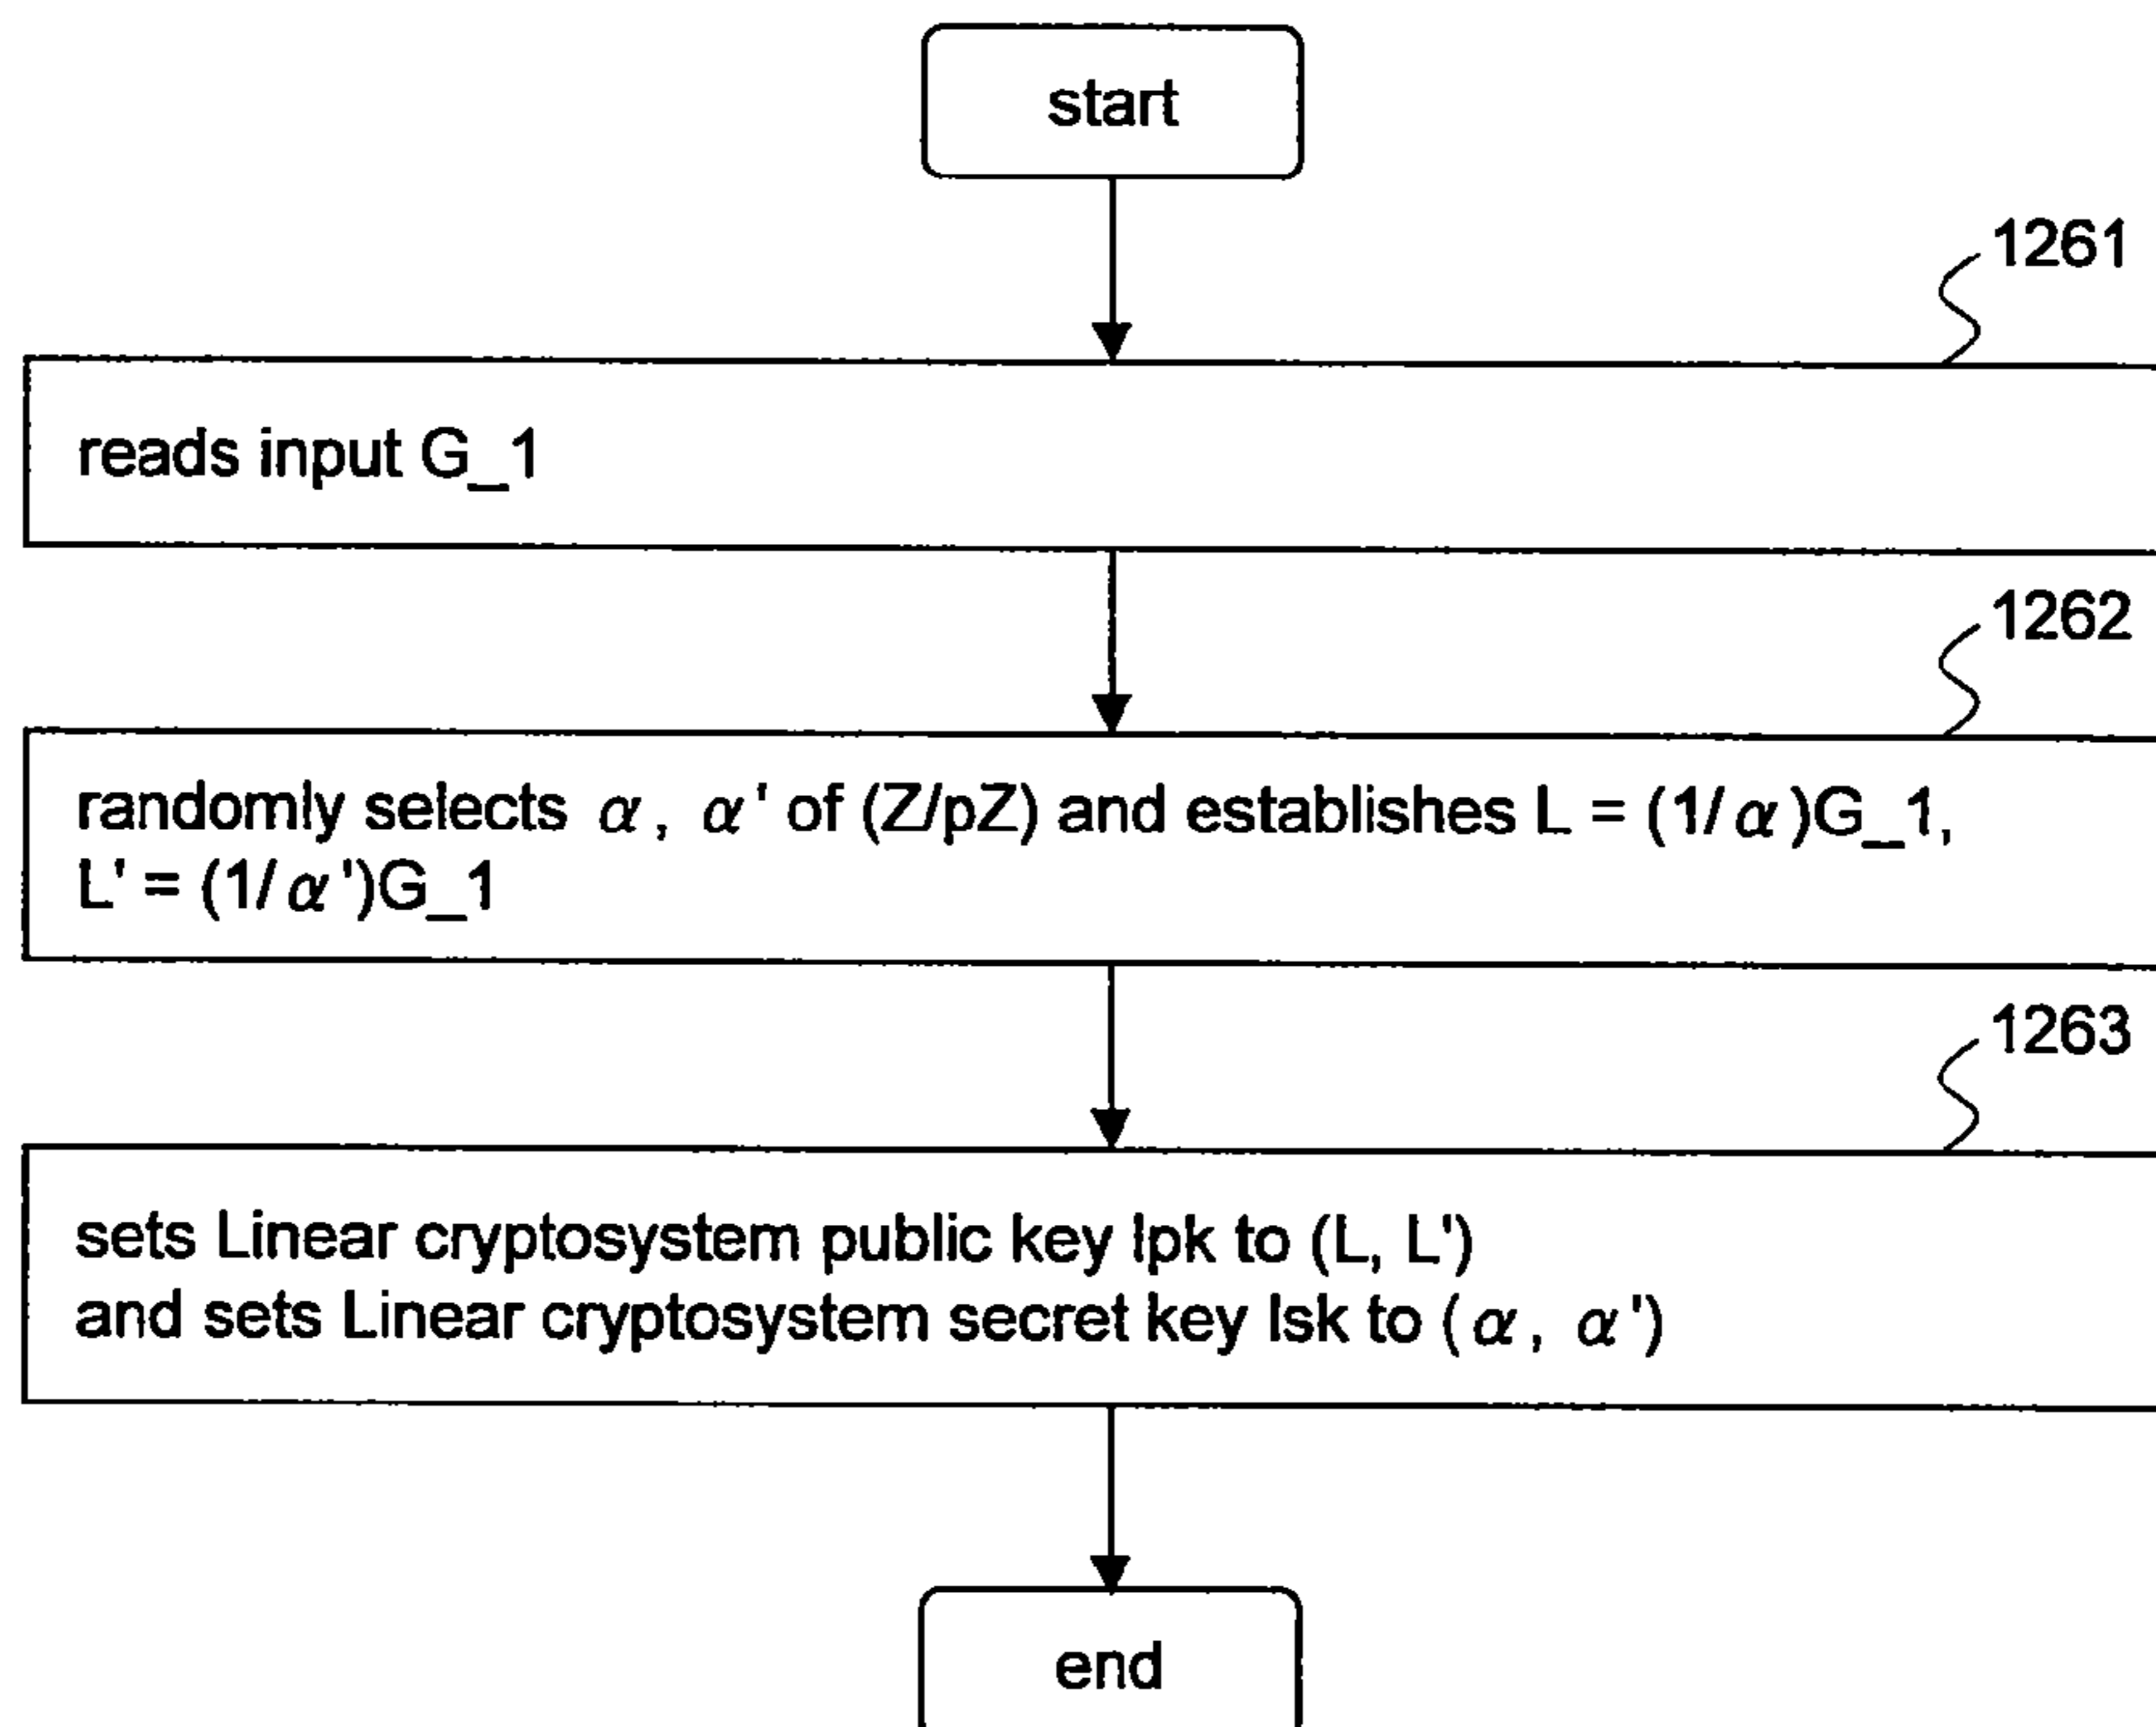 start
1261
reads input G_1
1262
randomly selects α, α' of (Z/pZ) and establishes L = (1/α)G_1,
L' = (1/α')G_1
1263
sets Linear cryptosystem public key lpk to (L, L')
and sets Linear cryptosystem secret key lsk to (α, α')
end